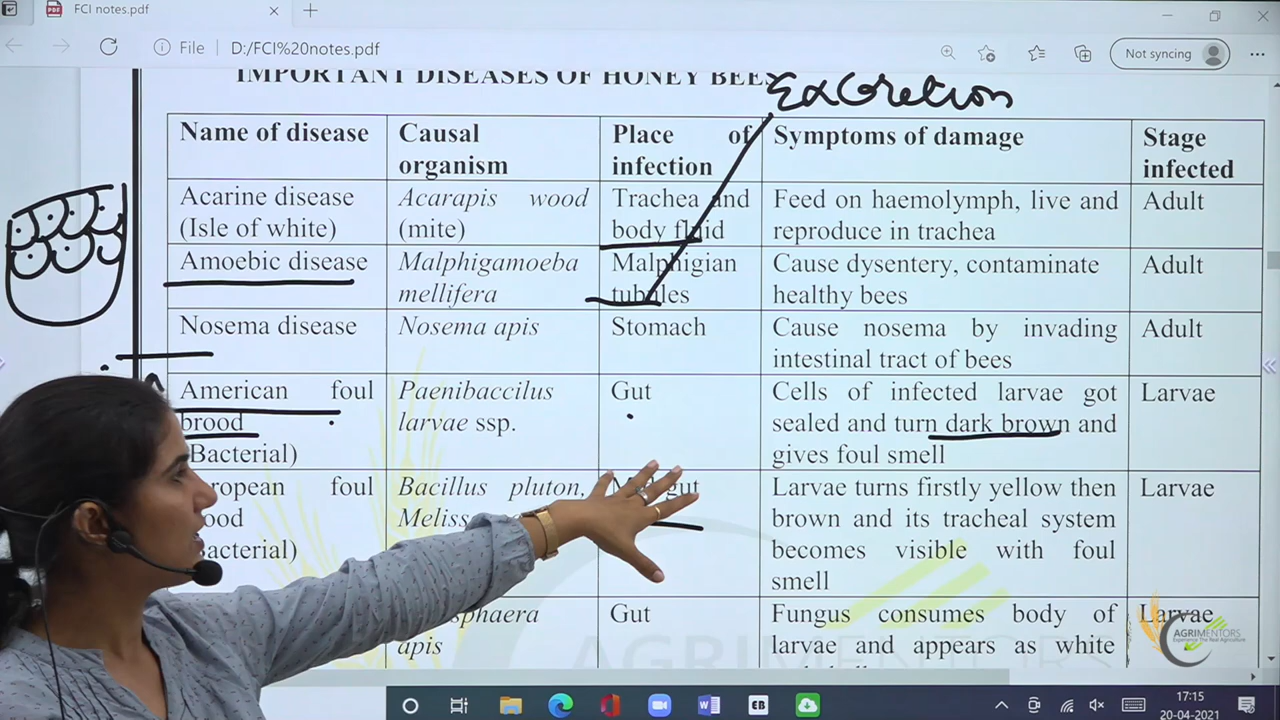 FCI notes.pdf
File D:/FCI%20notes.pdf
Not syncing
IMPORTANT DISEASES OF HONEY BEES
Excretion
Name of disease
Causal organism
Place of infection
Symptoms of damage
Stage infected
Acarine disease
(Isle of white)
Acarapis wood
(mite)
Trachea and
body fluid
Feed on haemolymph, live and
reproduce in trachea
Adult
Amoebic disease
Malphigamoeba
mellifera
Malphigian
tubules
Cause dysentery, contaminate
healthy bees
Adult
Nosema disease
Nosema apis
Stomach
Cause nosema by invading
intestinal tract of bees
Adult
American foul
brood
(Bacterial)
Paenibaccilus
larvae ssp.
Gut
Cells of infected larvae got
sealed and turn dark brown and
gives foul smell
Larvae
foul
Bacillus pluton,
gut
Larvae turns firstly yellow then
brown and its tracheal system
becomes visible with foul
smell
Larvae
apis
Gut
Fungus consumes body of
larvae and appears as white
Larvae
AGRIMENTORS
AGRIMENTORS
Experience The Real Agriculture
EB
17:15
20-04-2021